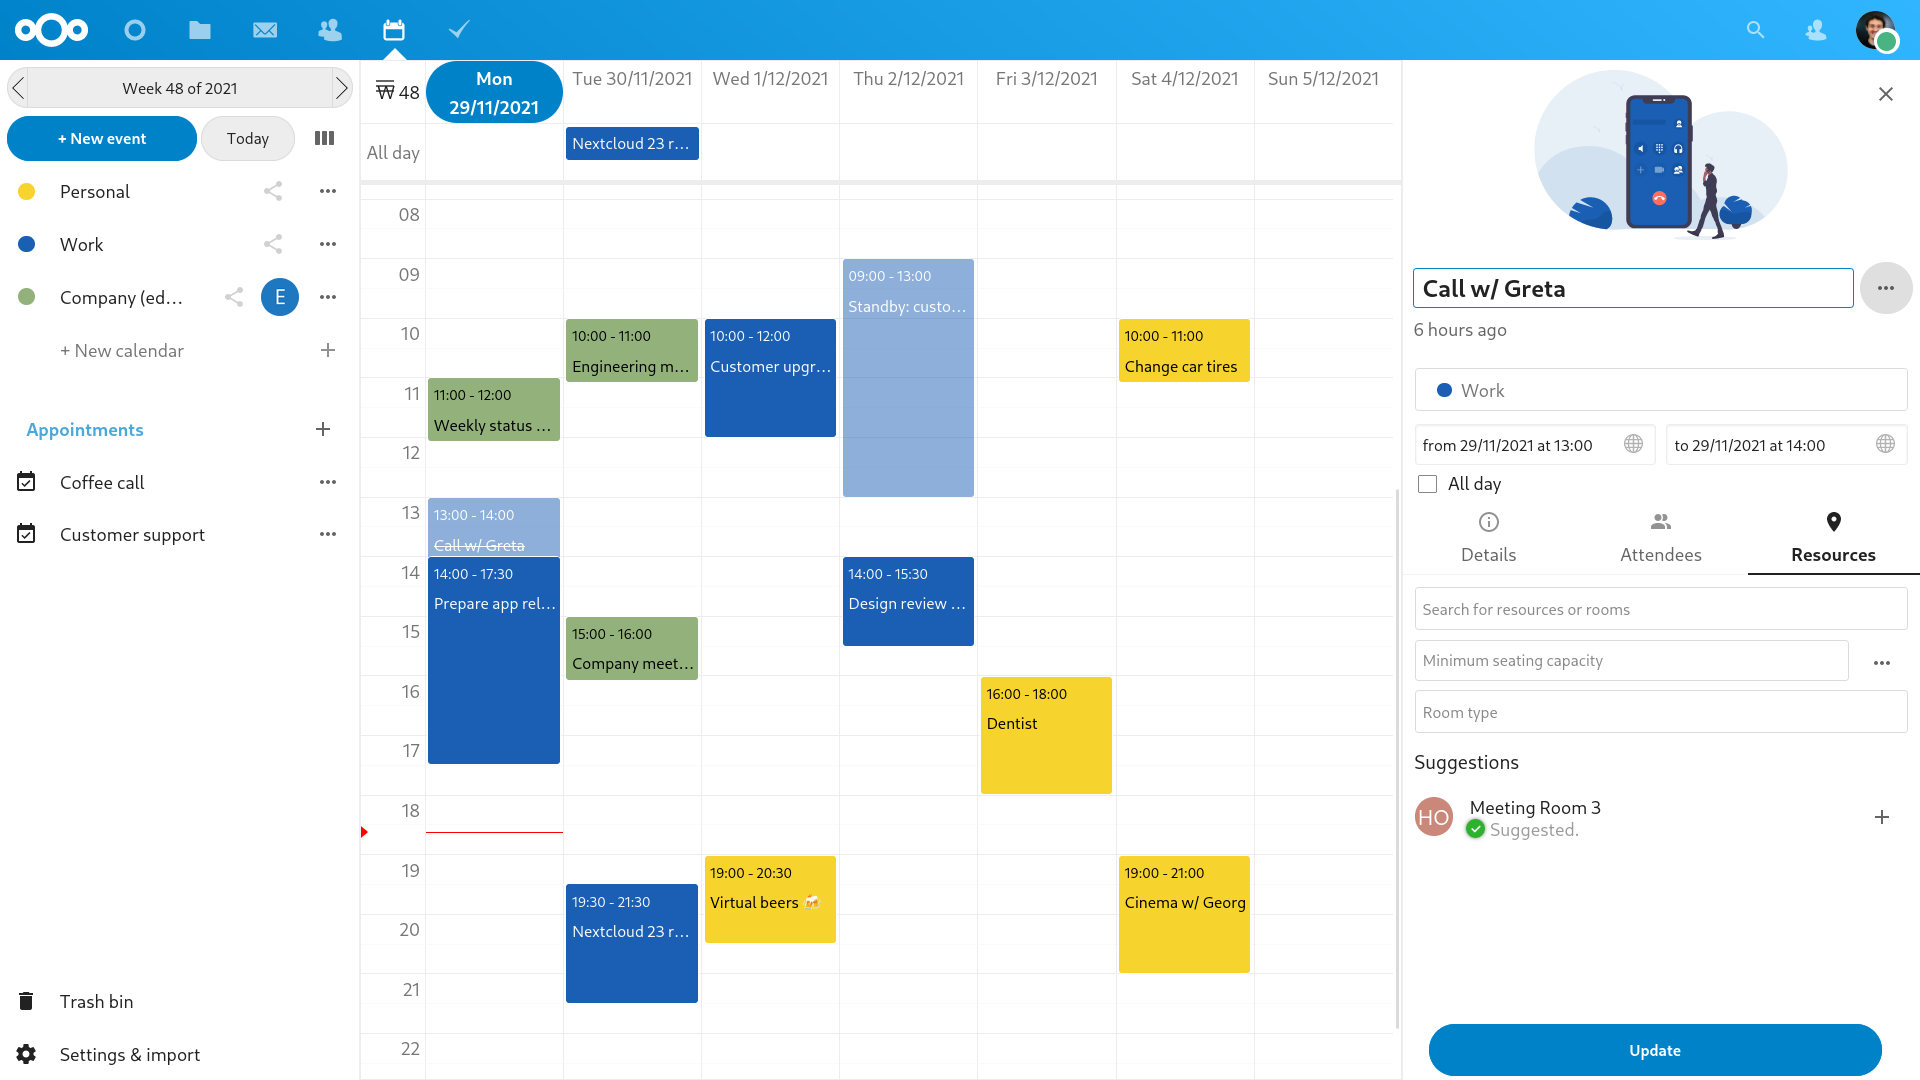 Week 48 of 2021
+ New event
Today
Personal
Work
Company (ed…
E
+ New calendar
Appointments
Coffee call
Customer support
Trash bin
Settings & import
48
Mon
29/11/2021
Tue 30/11/2021
Wed 1/12/2021
Thu 2/12/2021
Fri 3/12/2021
Sat 4/12/2021
Sun 5/12/2021
All day
Nextcloud 23 r…
08
09
10
11
12
13
14
15
16
17
18
19
20
21
22
11:00 - 12:00
Weekly status …
13:00 - 14:00
Call w/ Greta
14:00 - 17:30
Prepare app rel…
10:00 - 11:00
Engineering m…
15:00 - 16:00
Company meet…
19:30 - 21:30
Nextcloud 23 r…
10:00 - 12:00
Customer upgr…
19:00 - 20:30
Virtual beers 🍻
09:00 - 13:00
Standby: custo…
14:00 - 15:30
Design review …
16:00 - 18:00
Dentist
10:00 - 11:00
Change car tires
19:00 - 21:00
Cinema w/ Georg
Call w/ Greta
6 hours ago
Work
from 29/11/2021 at 13:00
to 29/11/2021 at 14:00
All day
Details
Attendees
Resources
Search for resources or rooms
Minimum seating capacity
Room type
Suggestions
HO
Meeting Room 3
Suggested.
Update